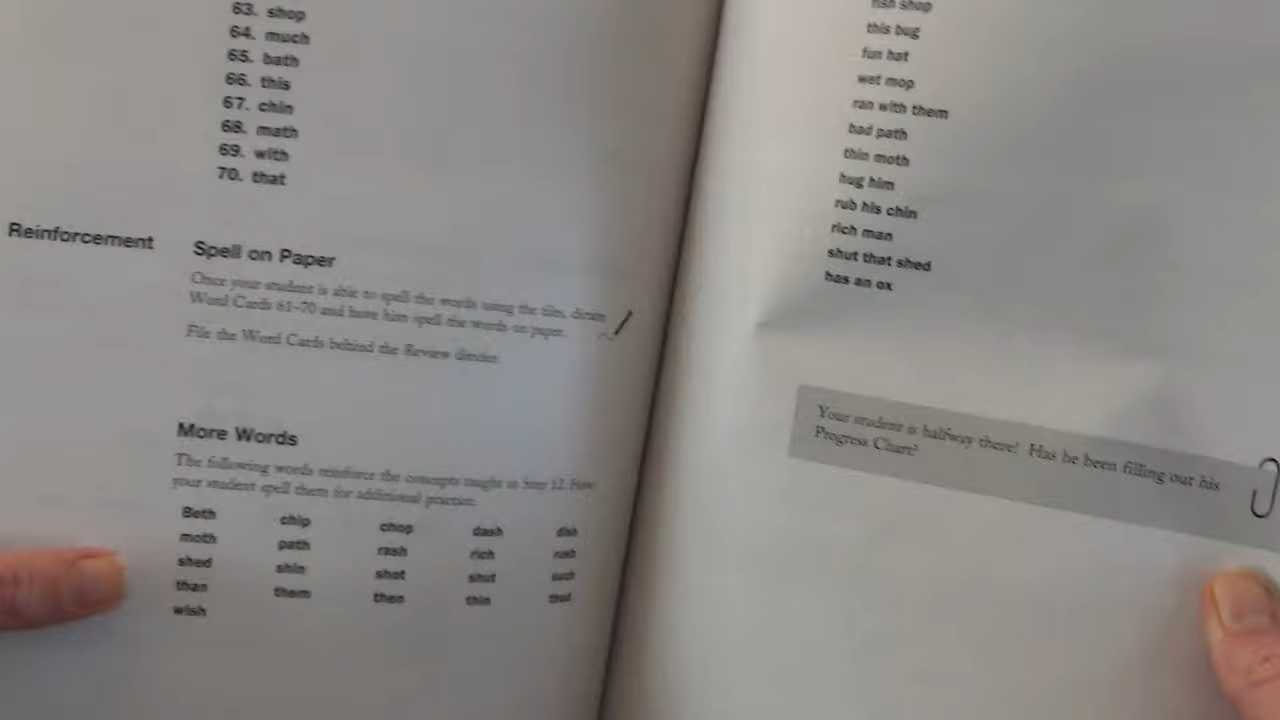 63. shop
64. much
65. bath
66. this
67. chin
68. math
69. with
70. that
Reinforcement
Spell on Paper
Once your student is able to spell the words using the tiles, dictate
Word Cards 61–70 and have him spell the words on paper.
File the Word Cards behind the Review divider.
More Words
The following words reinforce the concepts taught in Step 12. Have
your student spell them for additional practice.
Beth chip chop dash dish
moth path rash rich rush
shed shin shot shut such
than them then thin thud
wish
fish shop
this bug
fun hat
wet mop
ran with them
bad path
thin moth
hug him
rub his chin
rich man
shut that shed
has an ox
Your student is halfway there! Has he been filling out his
Progress Chart?